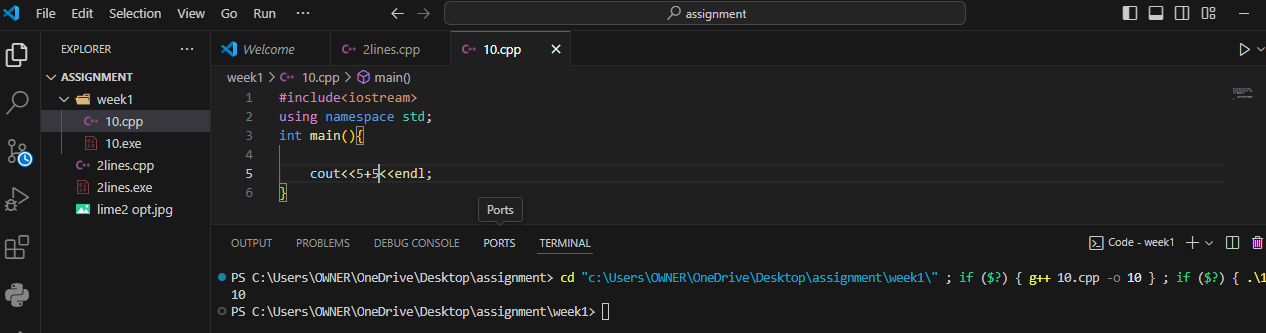 File Edit Selection View Go Run ··· assignment
EXPLORER ···
ASSIGNMENT
week1
10.cpp
10.exe
2lines.cpp
2lines.exe
lime2 opt.jpg
Welcome 2lines.cpp 10.cpp
week1 > 10.cpp > main()
1 #include<iostream>
2 using namespace std;
3 int main(){
4
5 cout<<5+5<<endl;
6 }
Ports
OUTPUT PROBLEMS DEBUG CONSOLE PORTS TERMINAL Code - week1
PS C:\Users\OWNER\OneDrive\Desktop\assignment> cd "c:\Users\OWNER\OneDrive\Desktop\assignment\week1\" ; if ($?) { g++ 10.cpp -o 10 } ; if ($?) { .\1
10
PS C:\Users\OWNER\OneDrive\Desktop\assignment\week1>